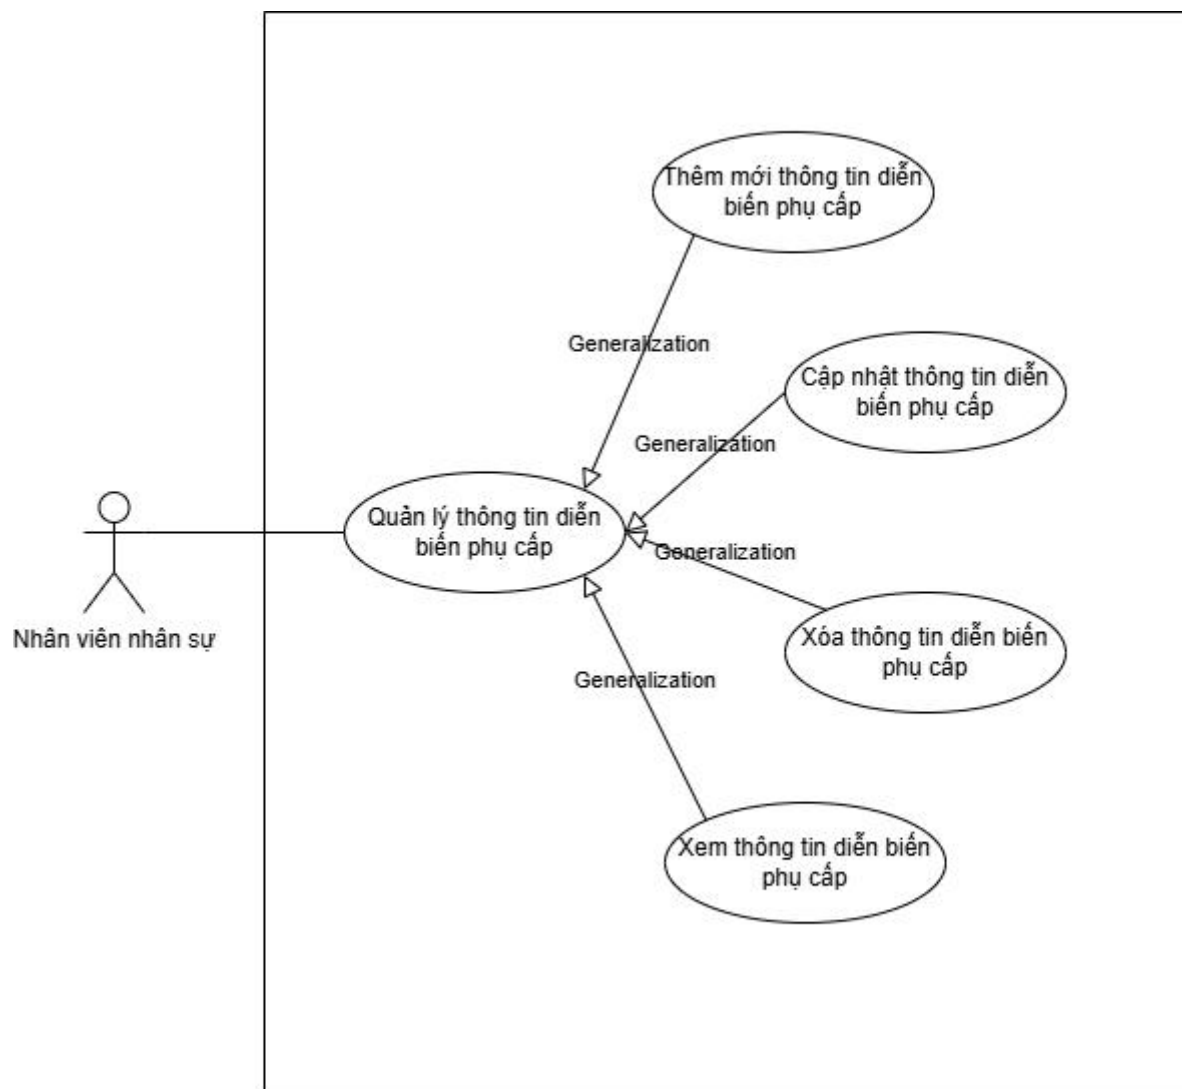 Thêm mới thông tin diễn
biến phụ cấp
Generalization
Cập nhật thông tin diễn
biến phụ cấp
Generalization
Quản lý thông tin diễn
biến phụ cấp
Generalization
Xóa thông tin diễn biến
phụ cấp
Nhân viên nhân sự
Generalization
Xem thông tin diễn biến
phụ cấp